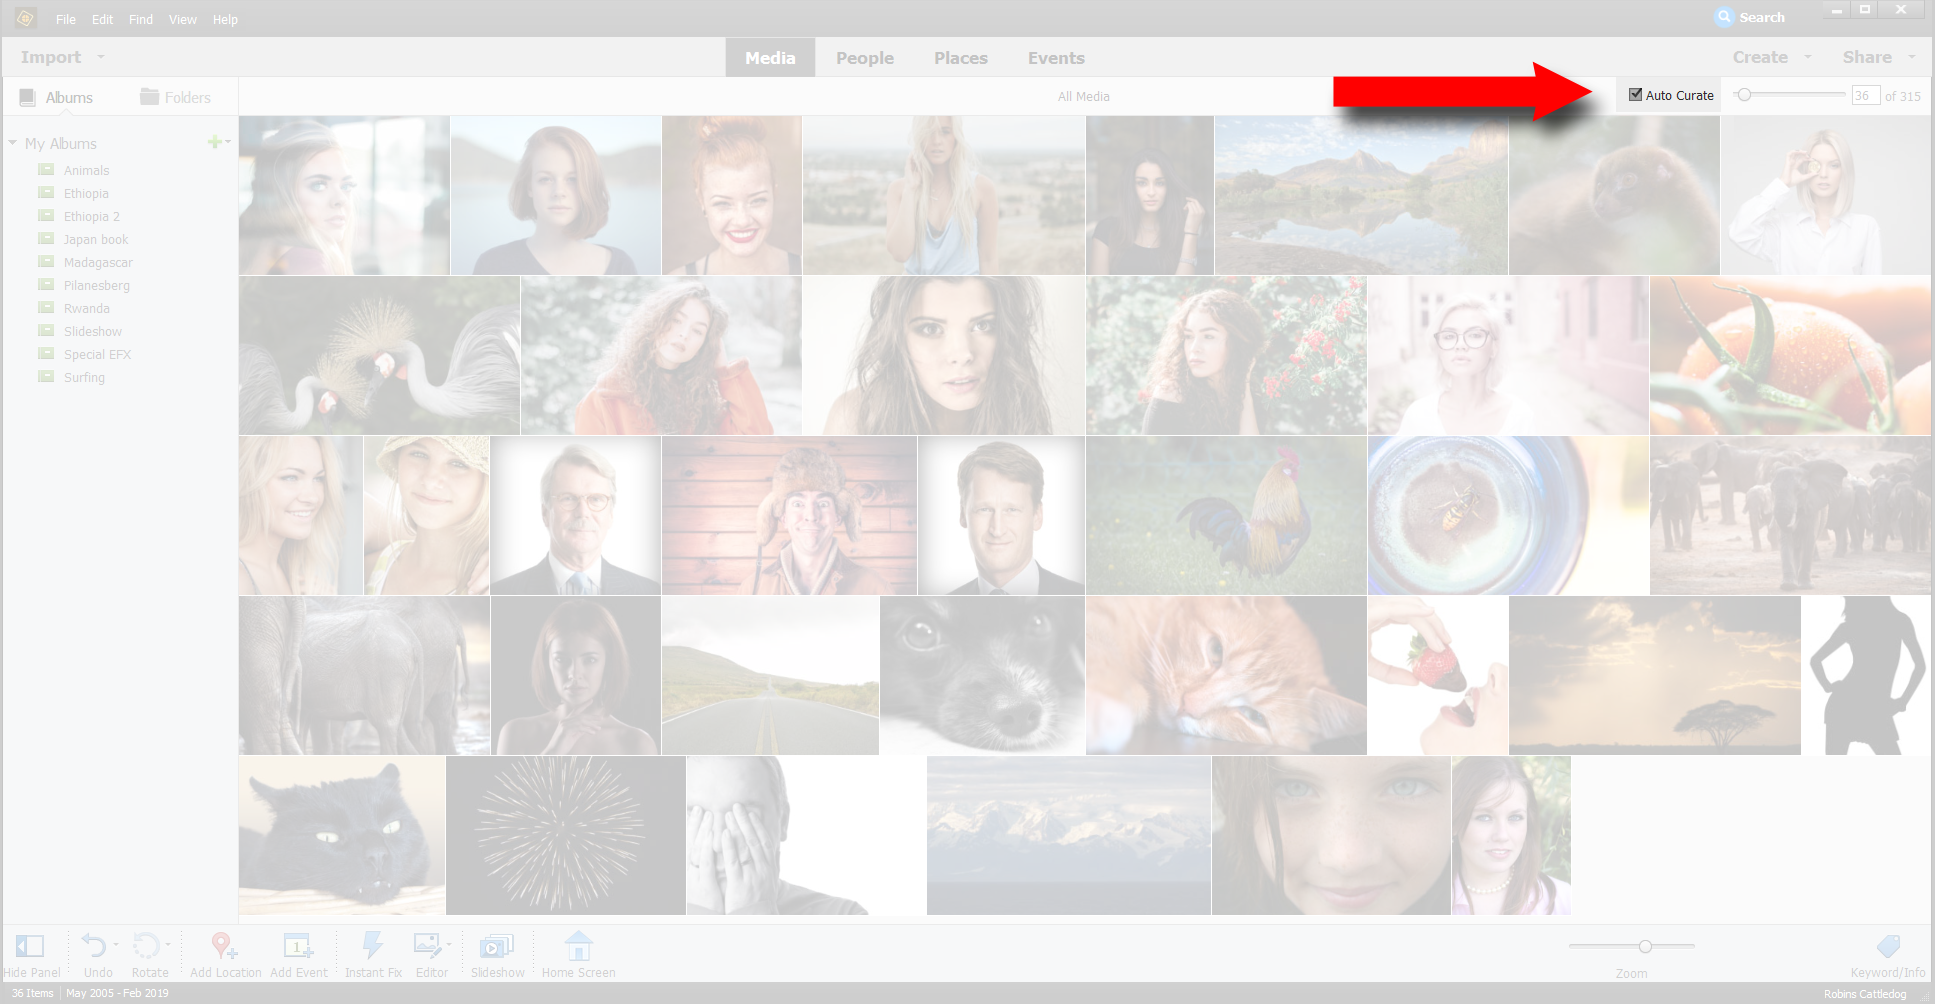 File Edit Find View Help
Search
Import
Media People Places Events
Create Share
Albums Folders
All Media
Auto Curate
36 of 315
My Albums
Animals
Ethiopia
Ethiopia 2
Japan book
Madagascar
Pilanesberg
Rwanda
Slideshow
Special EFX
Surfing
1
Hide Panel Undo Rotate Add Location Add Event Instant Fix Editor Slideshow Home Screen
Zoom
Keyword/Info
36 Items May 2005 - Feb 2019
Robins Cattledog